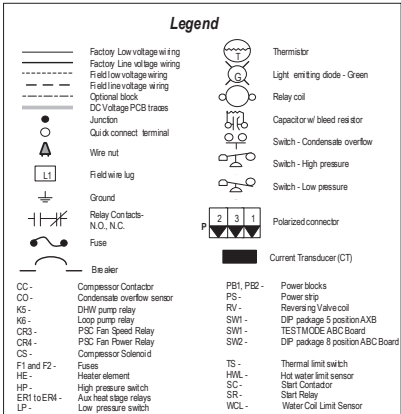 Legend
Factory Low voltage wiring
Factory Line voltage wiring
Field low voltage wiring
Field line voltage wiring
Optional block
DC Voltage PCB traces
Junction
Quick connect terminal
Wire nut
L1
Field wire lug
Ground
Relay Contacts-
N.O., N.C.
Fuse
Breaker
T
Thermistor
G
Light emitting diode - Green
Relay coil
Capacitor w/ bleed resistor
Switch - Condensate overflow
Switch - High pressure
Switch - Low pressure
P
2 3 1
Polarized connector
Current Transducer (CT)
CC - Compressor Contactor
CO - Condensate overflow sensor
K5 - DHW pump relay
K6 - Loop pump relay
CR3 - PSC Fan Speed Relay
CR4 - PSC Fan Power Relay
CS - Compressor Solenoid
F1 and F2 - Fuses
HE - Heater element
HP - High pressure switch
ER1 to ER4 - Aux heat stage relays
LP - Low pressure switch
PB1, PB2 - Power blocks
PS - Power strip
RV - Reversing Valve coil
SW1 - DIP package 5 position AXB
SW1 - TEST MODE ABC Board
SW2 - DIP package 8 position ABC Board
TS - Thermal limit switch
HWL - Hot water limit sensor
SC - Start Contactor
SR - Start Relay
WCL - Water Coil Limit Sensor